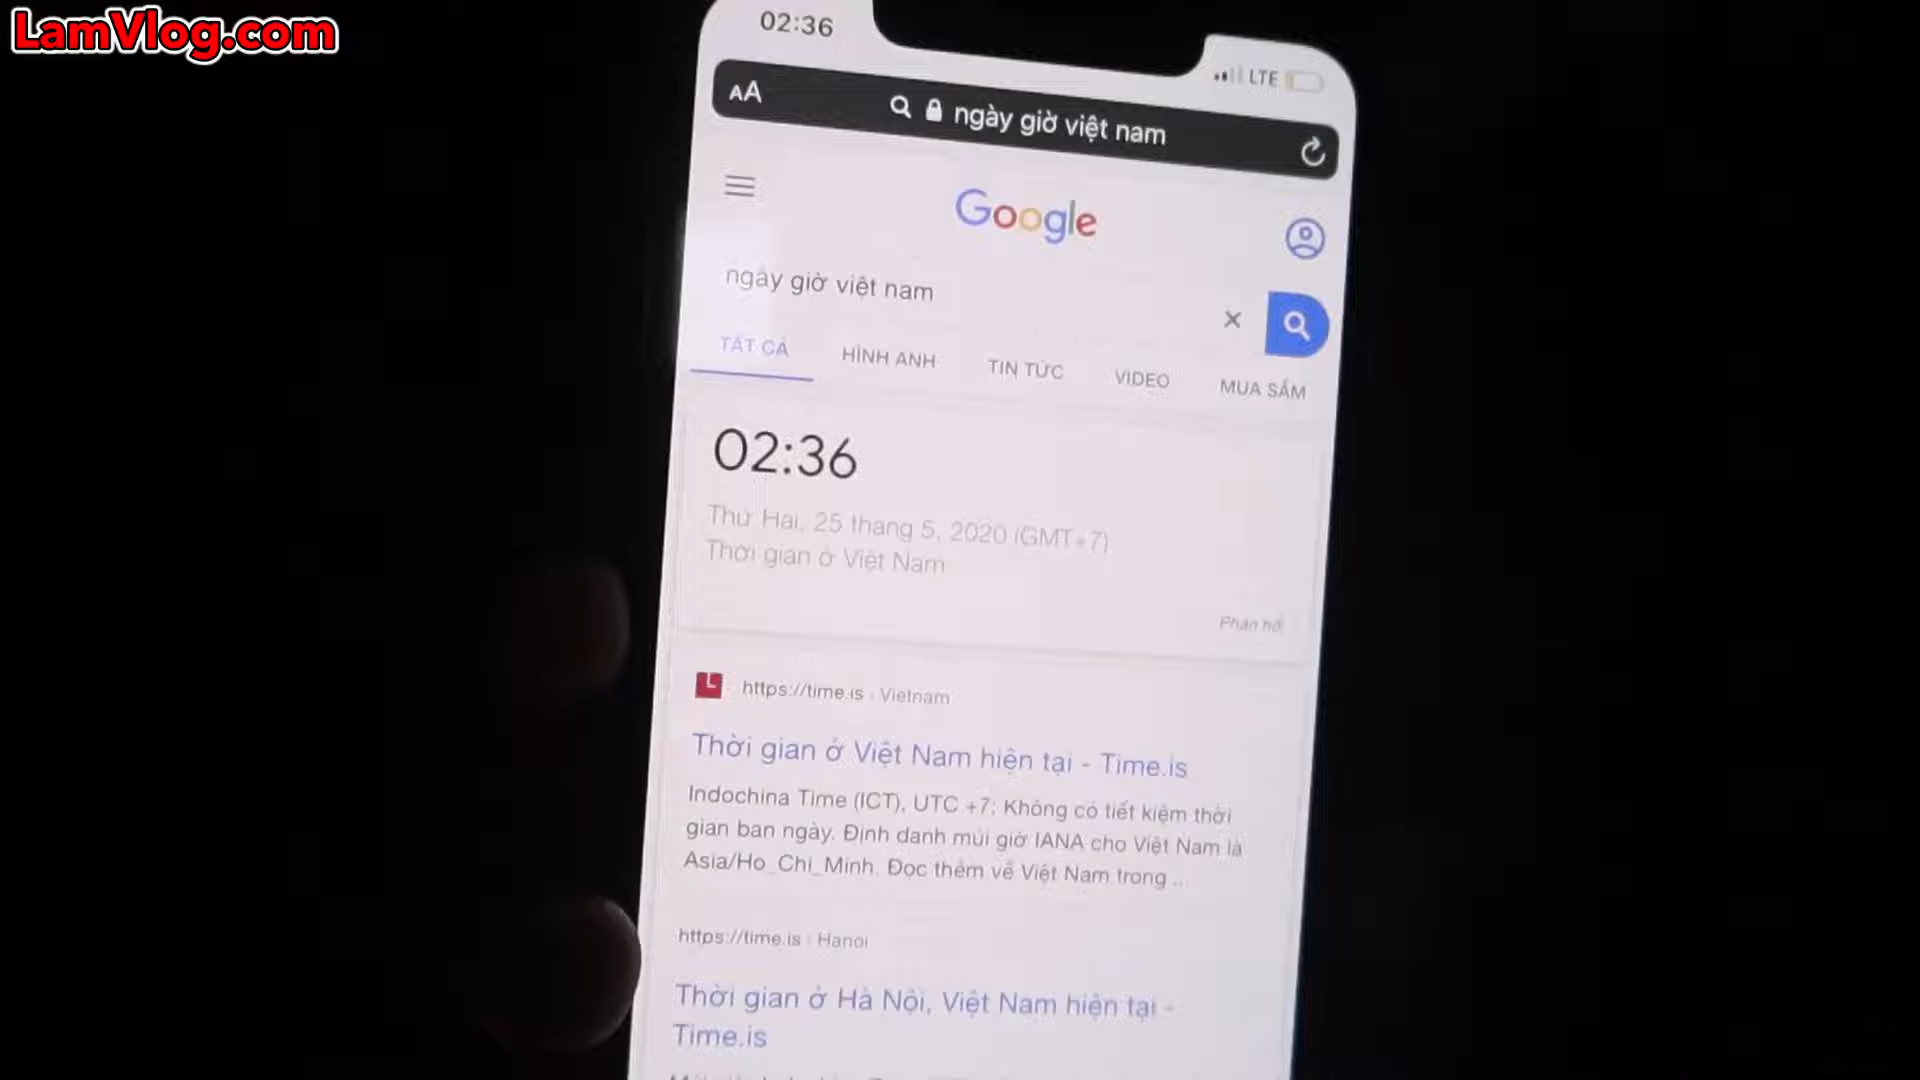 LamVlog.com
02:36
LTE
AA
ngày giờ việt nam
Google
ngày giờ việt nam
TẤT CẢ
HÌNH ẢNH
TIN TỨC
VIDEO
MUA SẮM
02:36
Thứ Hai, 25 tháng 5, 2020 (GMT+7)
Thời gian ở Việt Nam
Phản hồi
https://time.is › Vietnam
Thời gian ở Việt Nam hiện tại - Time.is
Indochina Time (ICT), UTC +7; Không có tiết kiệm thời
gian ban ngày. Định danh múi giờ IANA cho Việt Nam là
Asia/Ho_Chi_Minh. Đọc thêm về Việt Nam trong ...
https://time.is › Hanoi
Thời gian ở Hà Nội, Việt Nam hiện tại -
Time.is